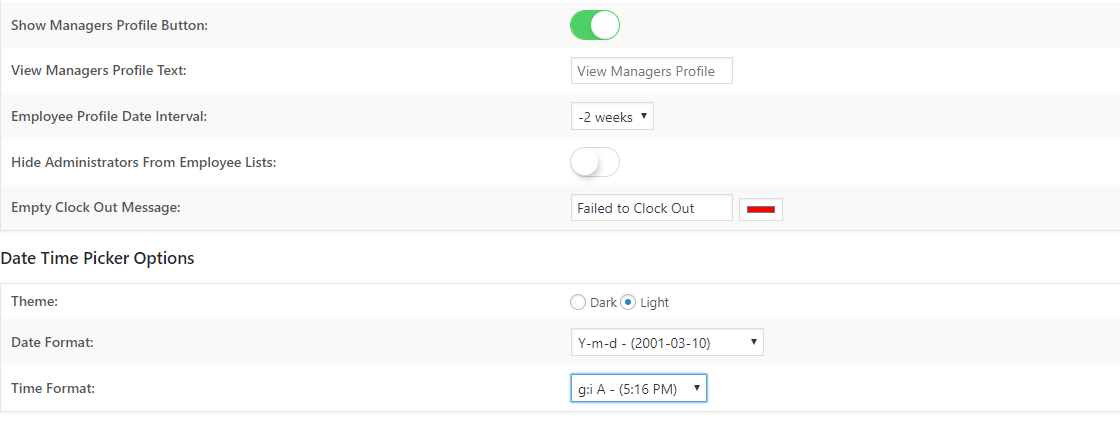 Show Managers Profile Button:
View Managers Profile Text: View Managers Profile
Employee Profile Date Interval: -2 weeks
Hide Administrators From Employee Lists:
Empty Clock Out Message: Failed to Clock Out
Date Time Picker Options
Theme: Dark Light
Date Format: Y-m-d - (2001-03-10)
Time Format: g:i A - (5:16 PM)